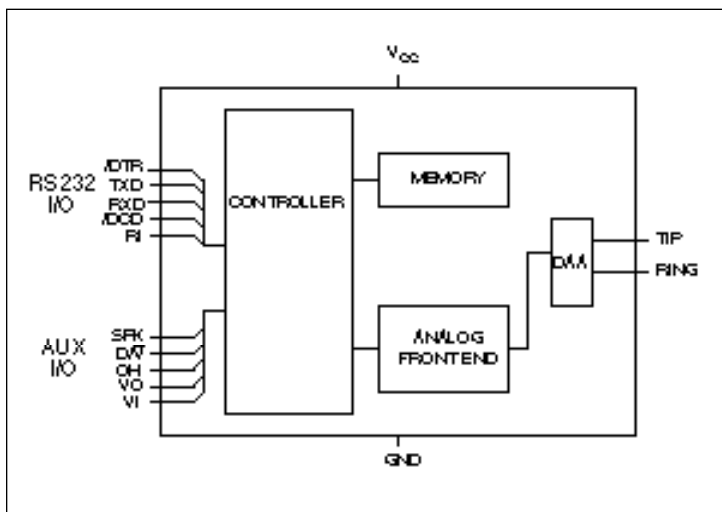 VCC
RS232
I/O
/DTR
TXD
RXD
/DCD
RI
CONTROLLER
MEMORY
DAA
TIP
RING
AUX
I/O
SPK
DAT
OH
VO
VI
ANALOG
FRONTEND
GND